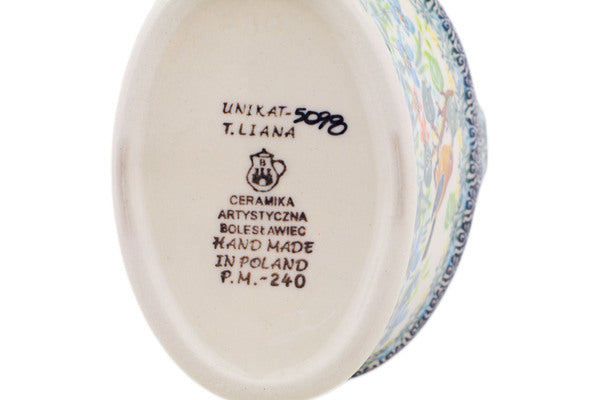 UNIKAT-5098
T.LIANA
B
CERAMIKA
ARTYSTYCZNA
BOLESŁAWIEC
HAND MADE
IN POLAND
P.M.-240